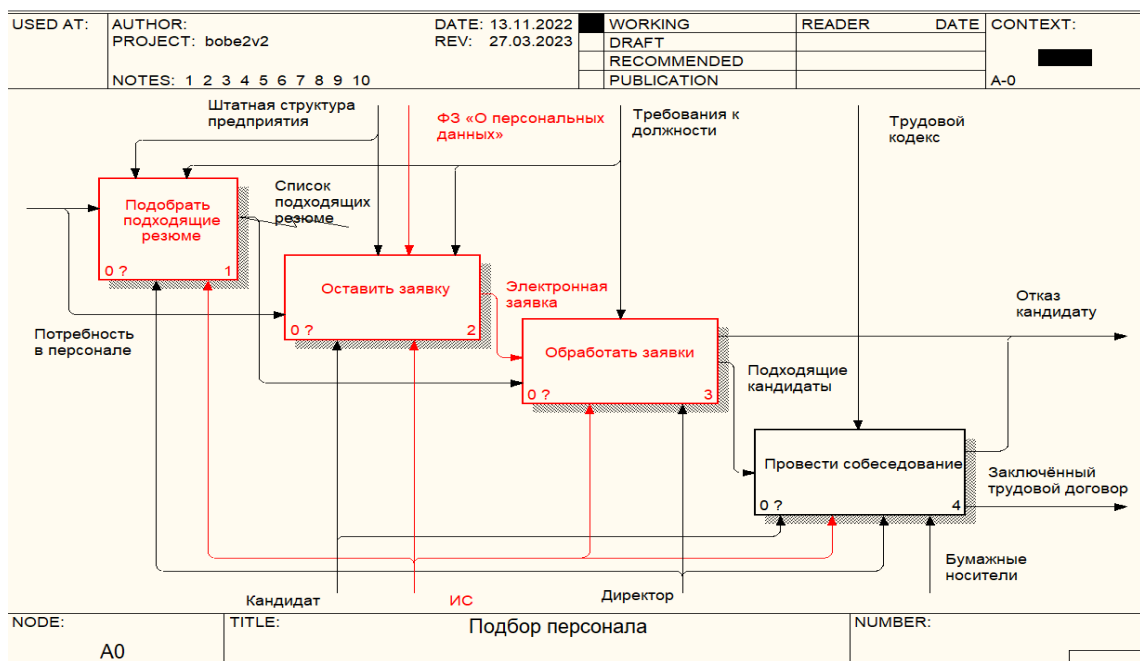 USED AT:
AUTHOR:
DATE: 13.11.2022
PROJECT: bobe2v2
REV: 27.03.2023
NOTES: 1 2 3 4 5 6 7 8 9 10
WORKING
DRAFT
RECOMMENDED
PUBLICATION
READER
DATE
CONTEXT:
A-0
Штатная структура
предприятия
ФЗ «О персональных
данных»
Требования к
должности
Трудовой
кодекс
Подобрать
подходящие
резюме
0 ?
1
Список
подходящих
резюме
Оставить заявку
0 ?
2
Электронная
заявка
Потребность
в персонале
Обработать заявки
0 ?
3
Отказ
кандидату
Подходящие
кандидаты
Провести собеседование
0 ?
4
Заключённый
трудовой договор
Бумажные
носители
Кандидат
ИС
Директор
NODE:
A0
TITLE:
Подбор персонала
NUMBER: